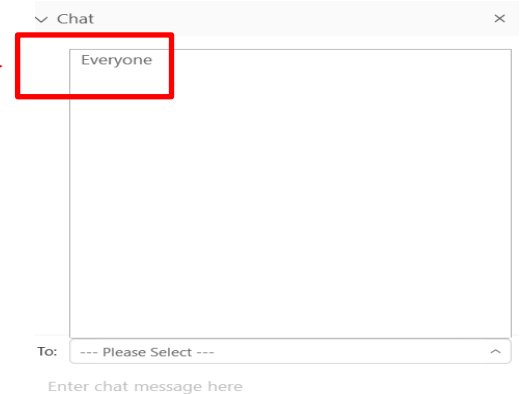 Chat
Everyone
To: --- Please Select ---
Enter chat message here